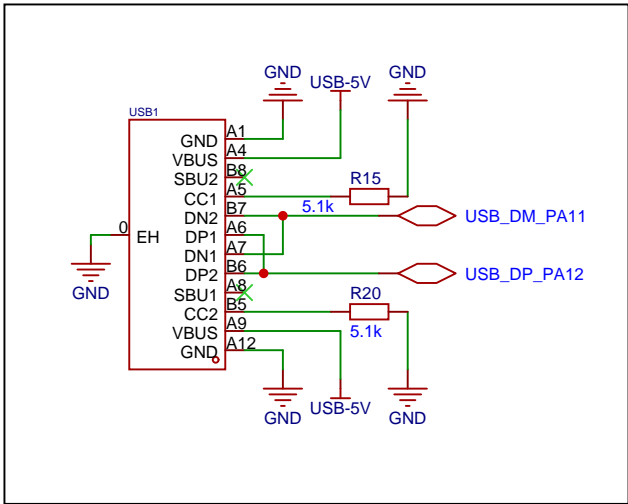 GND
USB-5V
GND
USB1
GND A1
VBUS A4
SBU2 B8
R15
CC1 A5
5.1k
DN2 B7
USB_DM_PA11
0 EH
DP1 A6
DN1 A7
DP2 B6
USB_DP_PA12
GND
SBU1 A8
R20
CC2 B5
5.1k
VBUS A9
GND A12
GND
USB-5V
GND